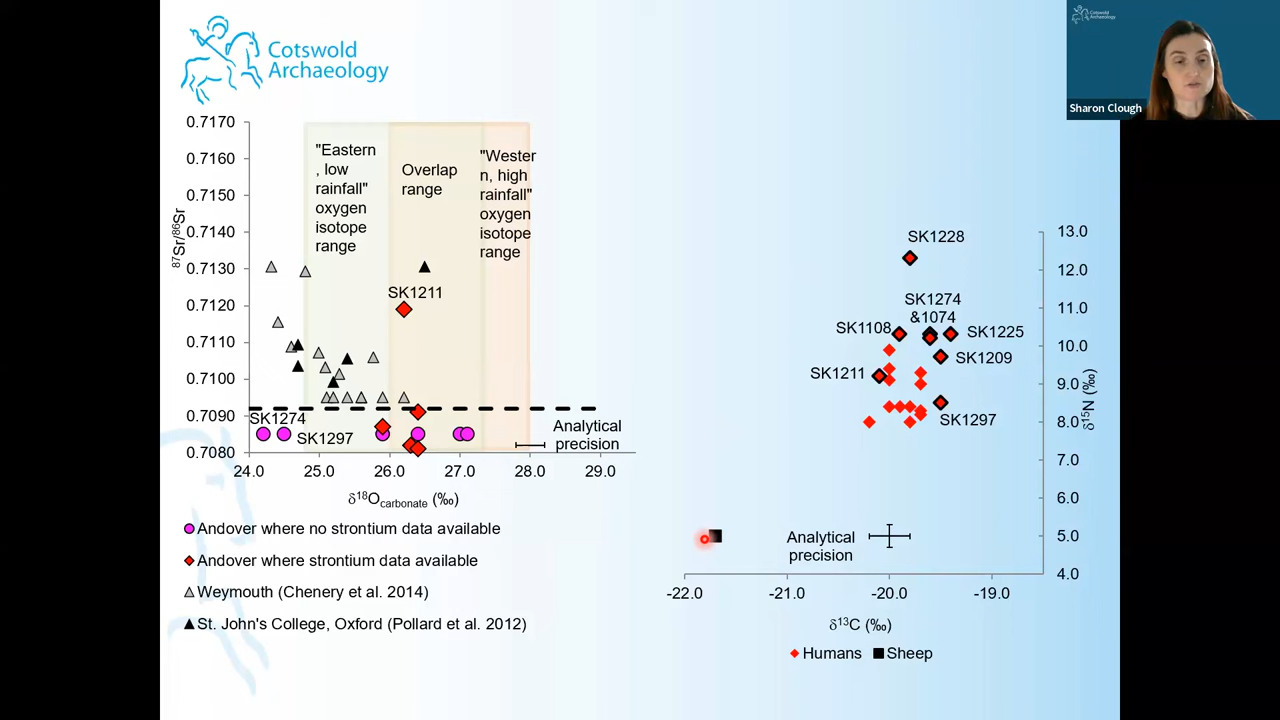 Cotswold
Archaeology
Cotswold
Archaeology
Sharon Clough
0.7170
0.7160
0.7150
0.7140
0.7130
0.7120
0.7110
0.7100
0.7090
0.7080
87Sr/86Sr
"Eastern
, low
rainfall"
oxygen
isotope
range
Overlap
range
"Wester
n, high
rainfall"
oxygen
isotope
range
SK1211
SK1274
SK1297
Analytical
precision
24.0 25.0 26.0 27.0 28.0 29.0
δ18Ocarbonate (‰)
Andover where no strontium data available
Andover where strontium data available
Weymouth (Chenery et al. 2014)
St. John's College, Oxford (Pollard et al. 2012)
SK1228
SK1274
&1074
SK1108
SK1225
SK1209
SK1211
SK1297
13.0
12.0
11.0
10.0
9.0
8.0
7.0
6.0
5.0
4.0
δ15N (‰)
Analytical
precision
-22.0 -21.0 -20.0 -19.0
δ13C (‰)
Humans Sheep